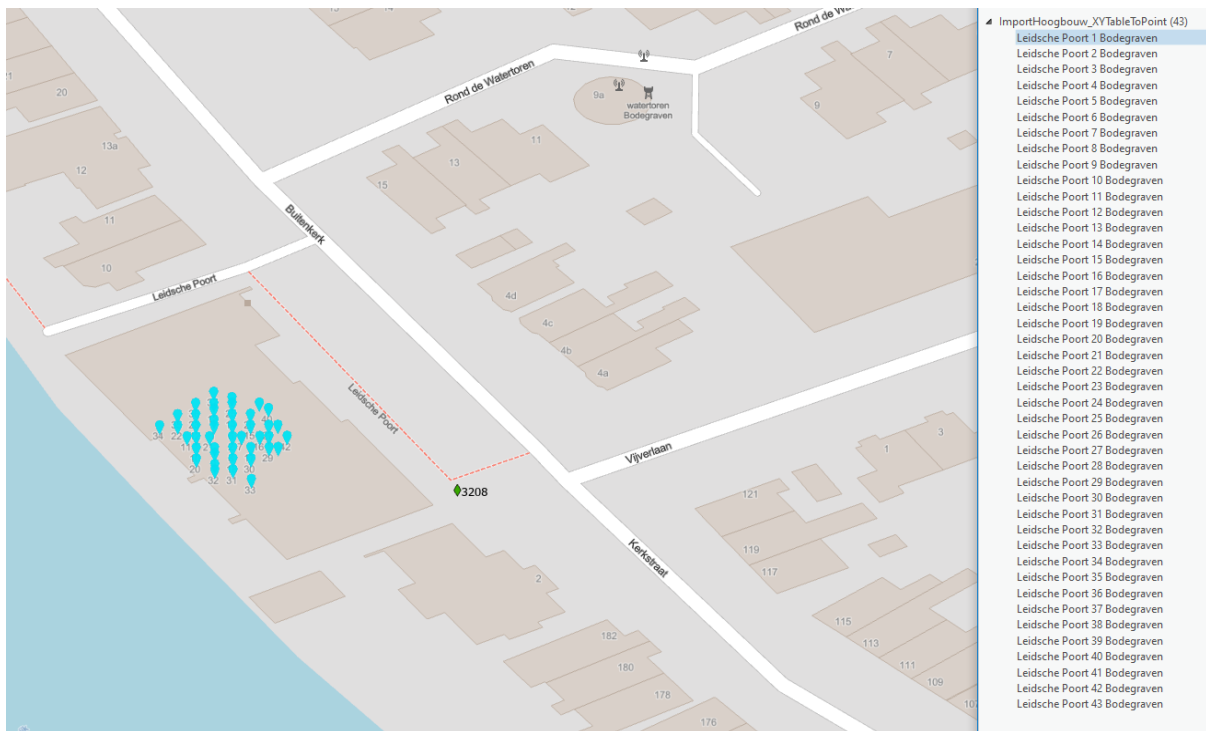 ImportHoogbouw_XYTableToPoint (43)
Leidsche Poort 1 Bodegraven
Leidsche Poort 2 Bodegraven
Leidsche Poort 3 Bodegraven
Leidsche Poort 4 Bodegraven
Leidsche Poort 5 Bodegraven
Leidsche Poort 6 Bodegraven
Leidsche Poort 7 Bodegraven
Leidsche Poort 8 Bodegraven
Leidsche Poort 9 Bodegraven
Leidsche Poort 10 Bodegraven
Leidsche Poort 11 Bodegraven
Leidsche Poort 12 Bodegraven
Leidsche Poort 13 Bodegraven
Leidsche Poort 14 Bodegraven
Leidsche Poort 15 Bodegraven
Leidsche Poort 16 Bodegraven
Leidsche Poort 17 Bodegraven
Leidsche Poort 18 Bodegraven
Leidsche Poort 19 Bodegraven
Leidsche Poort 20 Bodegraven
Leidsche Poort 21 Bodegraven
Leidsche Poort 22 Bodegraven
Leidsche Poort 23 Bodegraven
Leidsche Poort 24 Bodegraven
Leidsche Poort 25 Bodegraven
Leidsche Poort 26 Bodegraven
Leidsche Poort 27 Bodegraven
Leidsche Poort 28 Bodegraven
Leidsche Poort 29 Bodegraven
Leidsche Poort 30 Bodegraven
Leidsche Poort 31 Bodegraven
Leidsche Poort 32 Bodegraven
Leidsche Poort 33 Bodegraven
Leidsche Poort 34 Bodegraven
Leidsche Poort 35 Bodegraven
Leidsche Poort 36 Bodegraven
Leidsche Poort 37 Bodegraven
Leidsche Poort 38 Bodegraven
Leidsche Poort 39 Bodegraven
Leidsche Poort 40 Bodegraven
Leidsche Poort 41 Bodegraven
Leidsche Poort 42 Bodegraven
Leidsche Poort 43 Bodegraven
Rond de Watertoren
9a
watertoren
Bodegraven
7
9
20
13a
12
11
10
15
13
11
Buitenkerk
Leidsche Poort
Leidsche Poort
4d
4c
4b
4a
Vijverlaan
3
1
34
22
20
32
31
30
33
29
3208
Kerkstraat
2
121
119
117
115
113
111
109
182
180
178
176